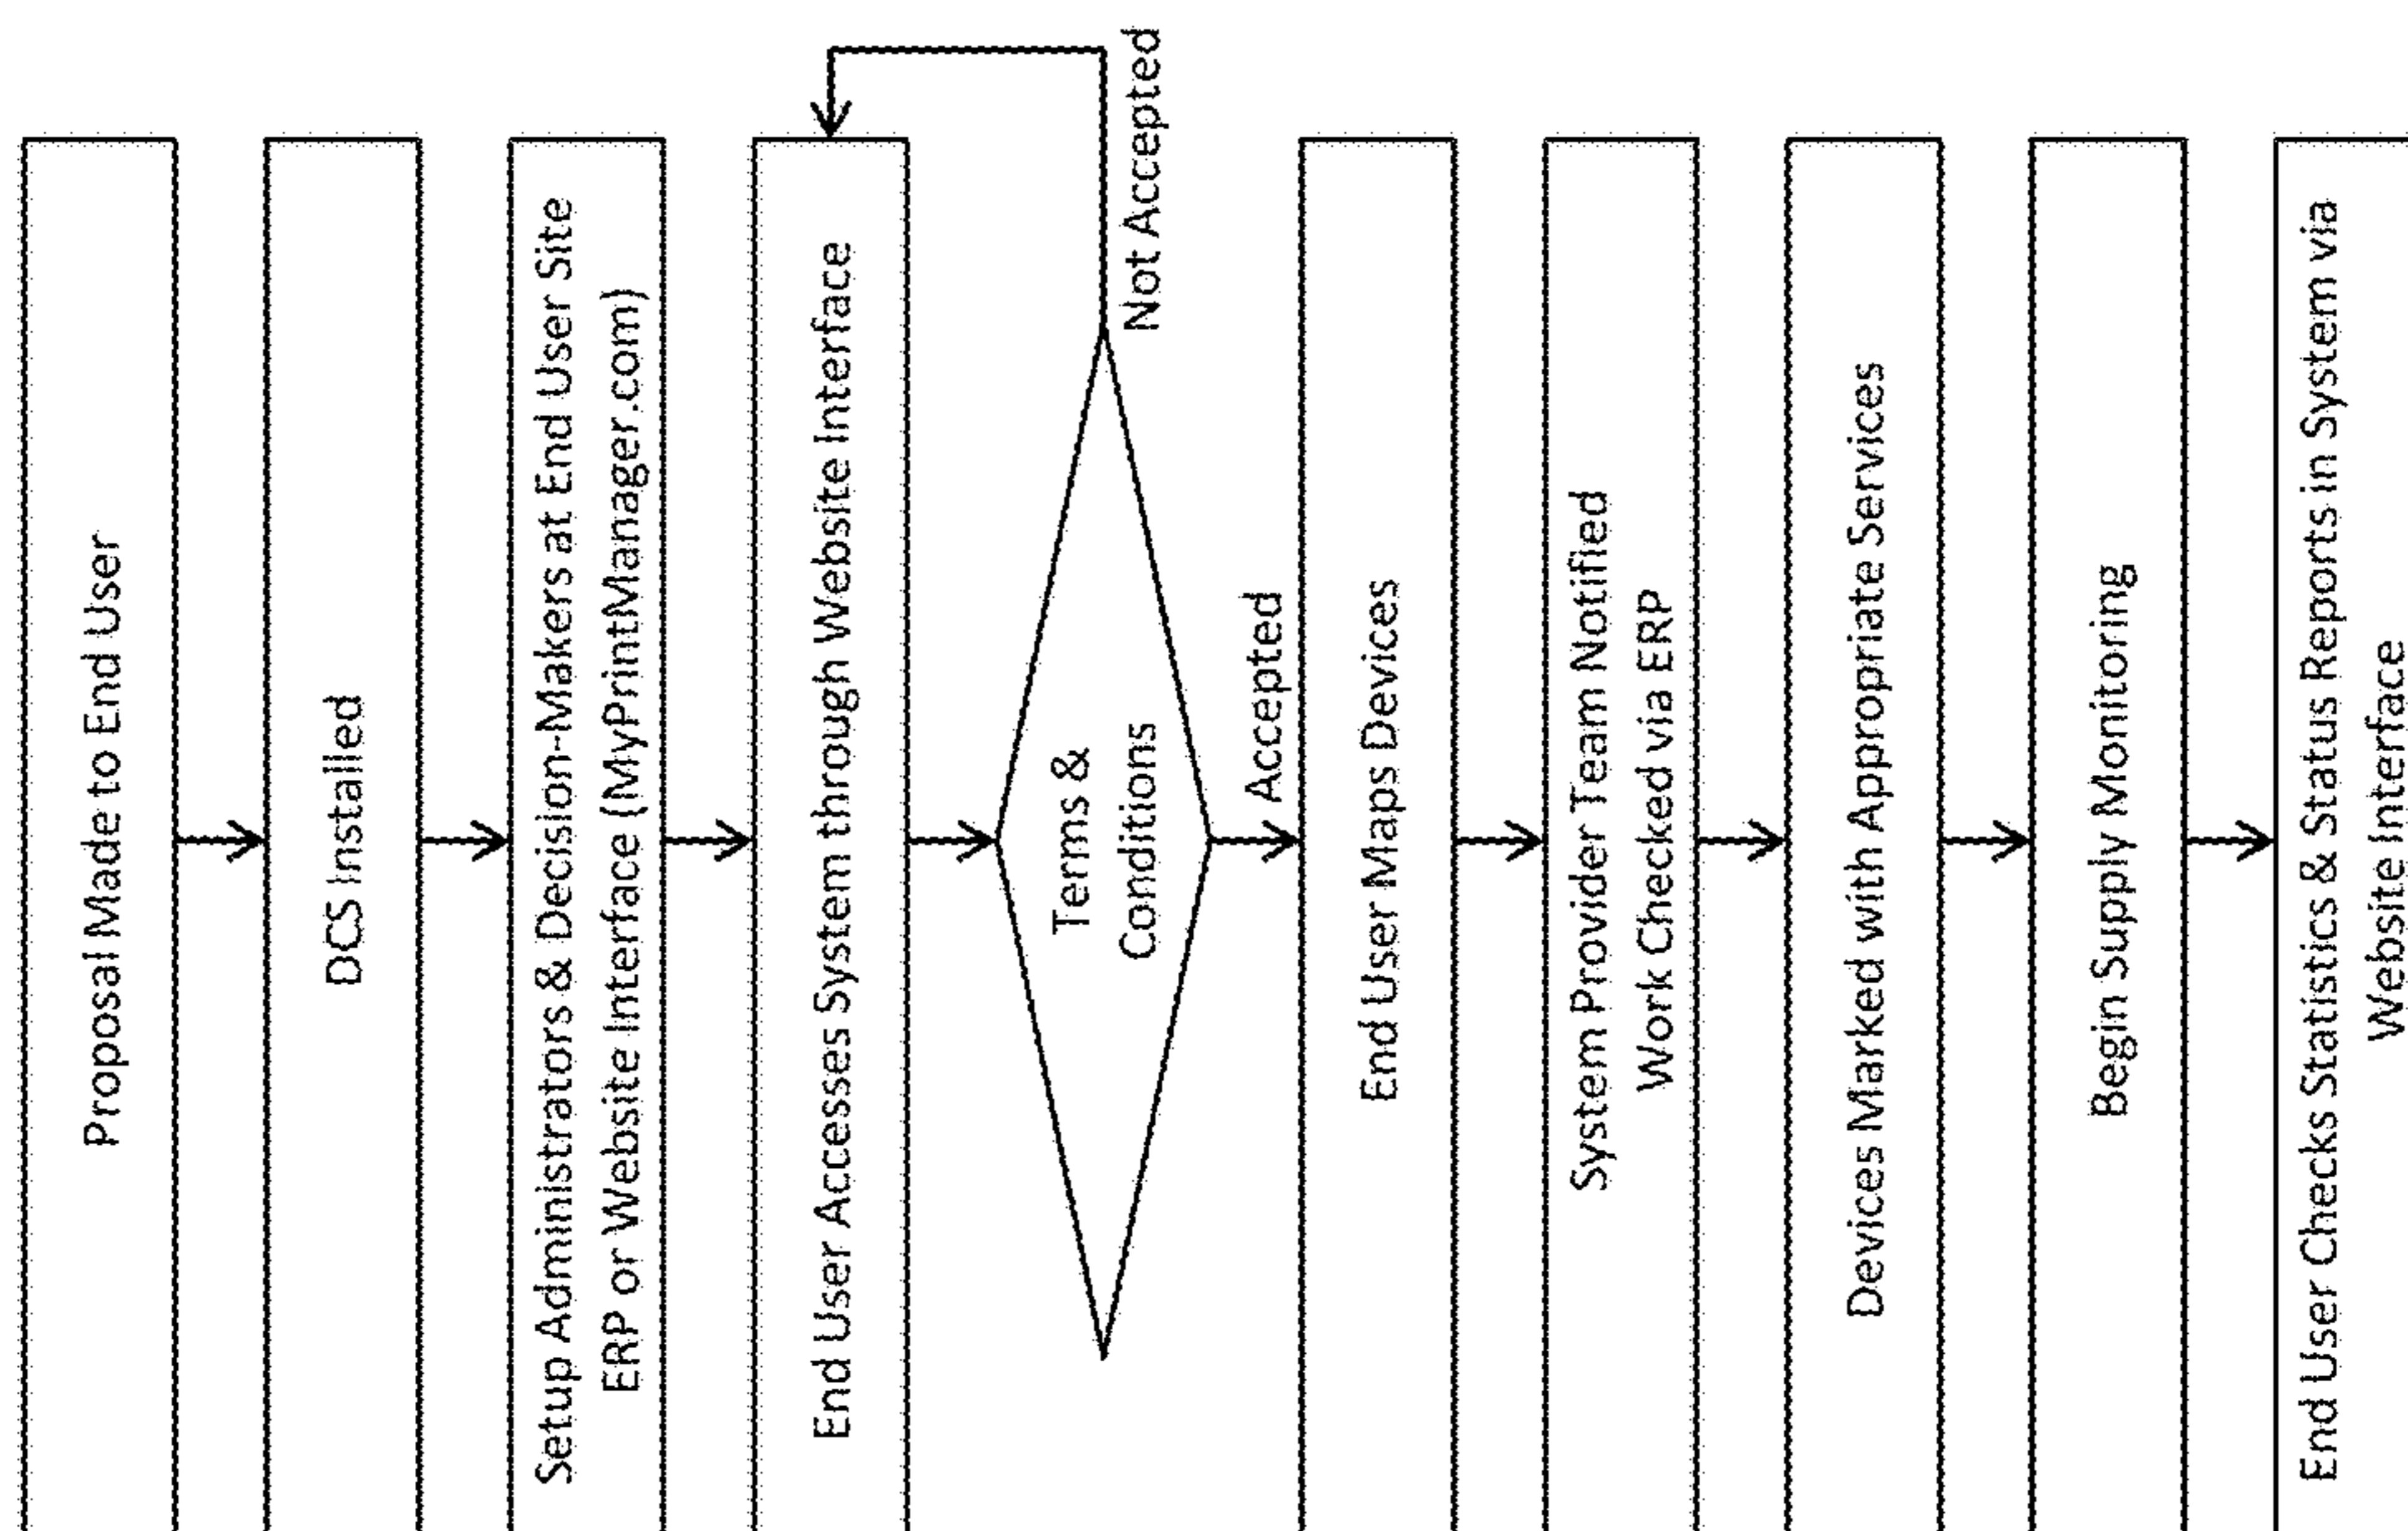 Proposal Made to End User
DCS Installed
Setup Administrators & Decision-Makers at End User Site
ERP or Website Interface (MyPrintManager.com)
End User Accesses System through Website Interface
Terms &
Conditions
Not Accepted
Accepted
End User Maps Devices
System Provider Team Notified
Work Checked via ERP
Devices Marked with Appropriate Services
Begin Supply Monitoring
End User Checks Statistics & Status Reports in System via
Website Interface